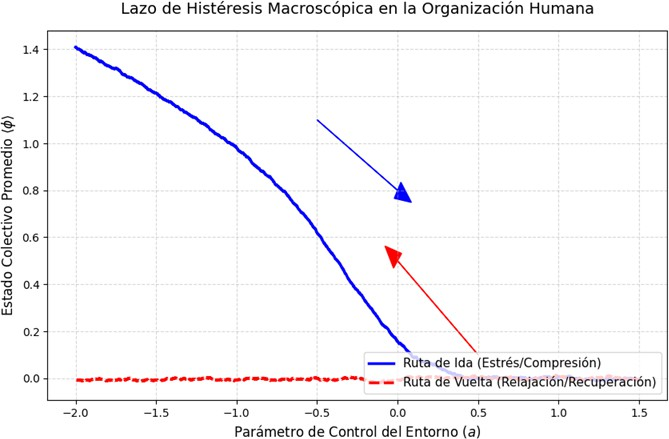 Lazo de Histéresis Macroscópica en la Organización Humana
Estado Colectivo Promedio ⟨ϕ⟩
1.4
1.2
1.0
0.8
0.6
0.4
0.2
0.0
Ruta de Ida (Estrés/Compresión)
Ruta de Vuelta (Relajación/Recuperación)
−2.0 −1.5 −1.0 −0.5 0.0 0.5 1.0 1.5
Parámetro de Control del Entorno (a)